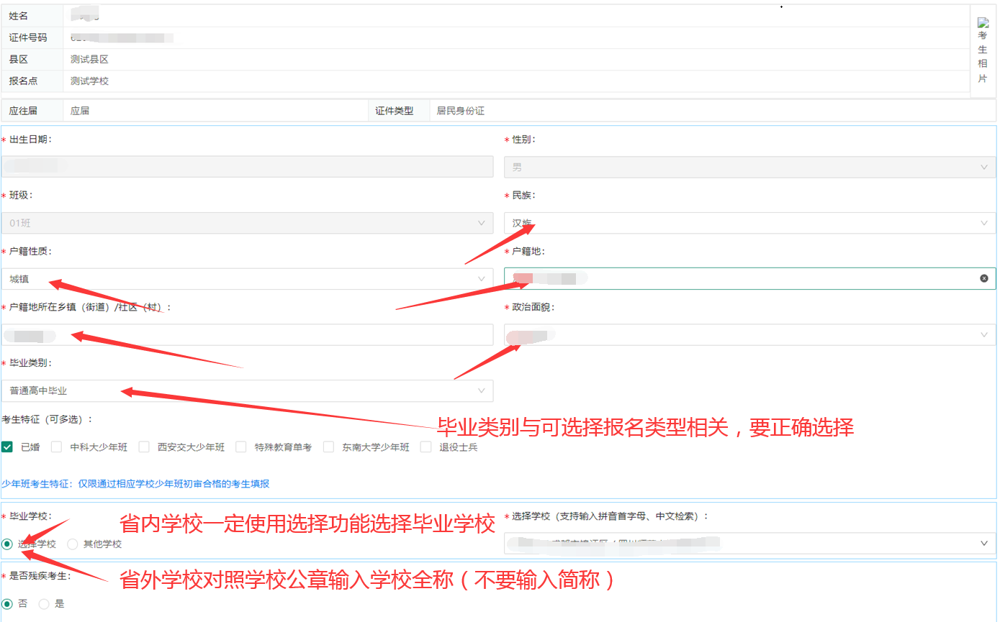 姓名
证件号码
县区 测试县区
报名点 测试学校
考生相片
应往届 应届 证件类型 居民身份证
* 出生日期： * 性别：
男
* 班级： * 民族：
01班 汉族
* 户籍性质： * 户籍地：
城镇
* 户籍地所在乡镇（街道）/社区（村）： * 政治面貌：
* 毕业类别：
普通高中毕业
毕业类别与可选择报名类型相关，要正确选择
考生特征（可多选）：
已婚 中科大少年班 西安交大少年班 特殊教育单考 东南大学少年班 退役士兵
少年班考生特征：仅限通过相应学校少年班初审合格的考生填报
* 毕业学校： * 选择学校（支持输入拼音首字母、中文检索）：
省内学校一定使用选择功能选择毕业学校
选择学校 其他学校
* 是否残疾考生：
省外学校对照学校公章输入学校全称（不要输入简称）
否 是